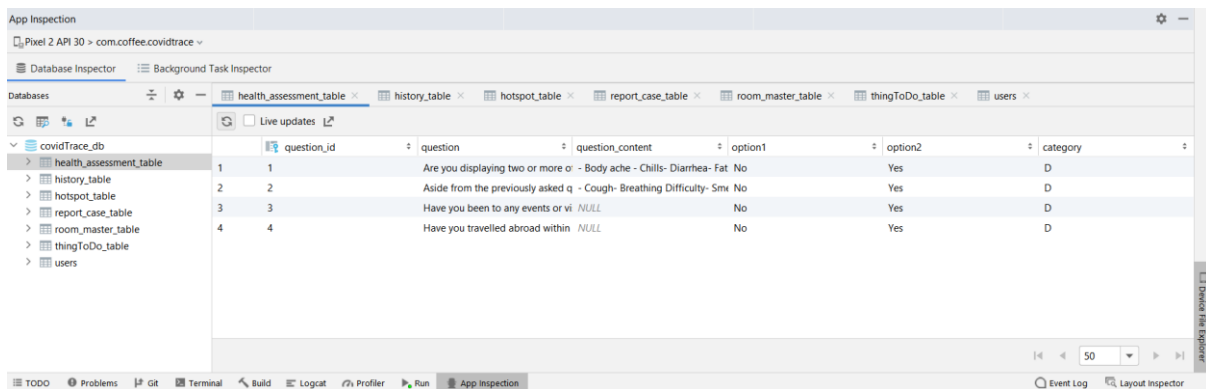 App Inspection
Pixel 2 API 30 > com.coffee.covidtrace
Database Inspector Background Task Inspector
Databases health_assessment_table history_table hotspot_table report_case_table room_master_table thingToDo_table users
Live updates
covidTrace_db
health_assessment_table
history_table
hotspot_table
report_case_table
room_master_table
thingToDo_table
users
question_id question question_content option1 option2 category
1 1 Are you displaying two or more of - Body ache - Chills- Diarrhea- Fat No Yes D
2 2 Aside from the previously asked q - Cough- Breathing Difficulty- Sme No Yes D
3 3 Have you been to any events or vi NULL No Yes D
4 4 Have you travelled abroad within NULL No Yes D
50
Device File Explorer
TODO Problems Git Terminal Build Logcat Profiler Run App Inspection Event Log Layout Inspector